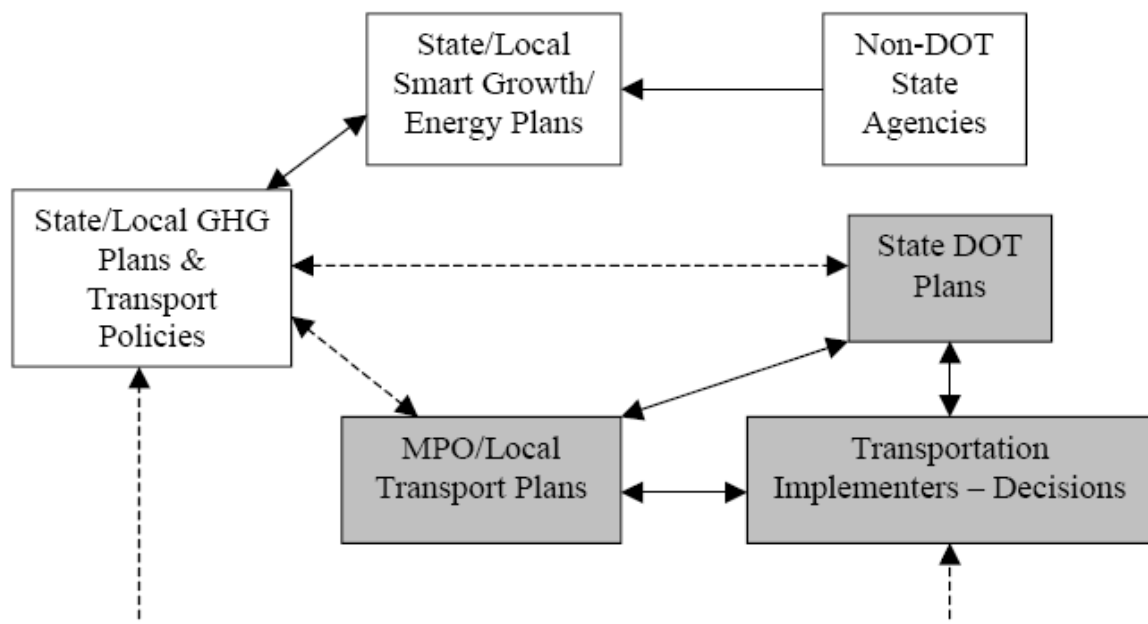 State/Local
Smart Growth/
Energy Plans
Non-DOT
State
Agencies
State/Local GHG
Plans &
Transport
Policies
State DOT
Plans
MPO/Local
Transport Plans
Transportation
Implementers – Decisions